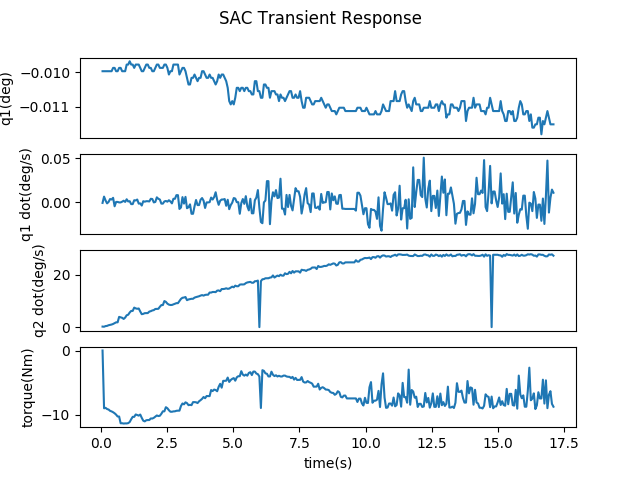 SAC Transient Response
−0.010
−0.011
q1(deg)
0.05
0.00
q1 dot(deg/s)
20
0
q2 dot(deg/s)
0
−10
torque(Nm)
0.0 2.5 5.0 7.5 10.0 12.5 15.0 17.5
time(s)